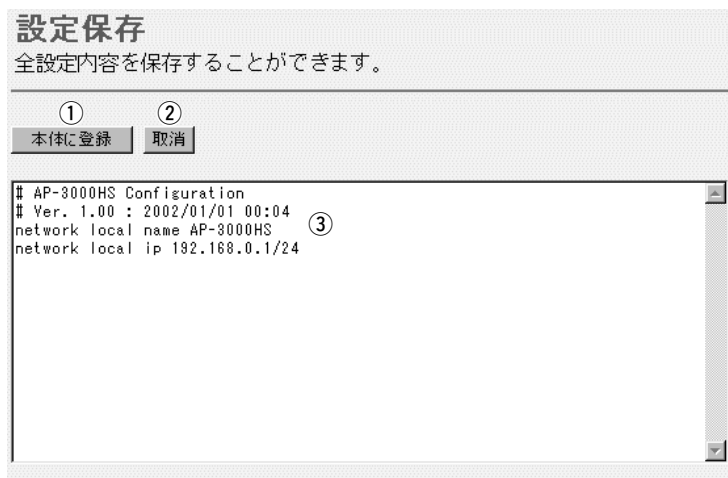 設定保存
全設定内容を保存することができます。
① ②
本体に登録 取消
# AP-3000HS Configuration
# Ver. 1.00 : 2002/01/01 00:04
③
network local name AP-3000HS
network local ip 192.168.0.1/24